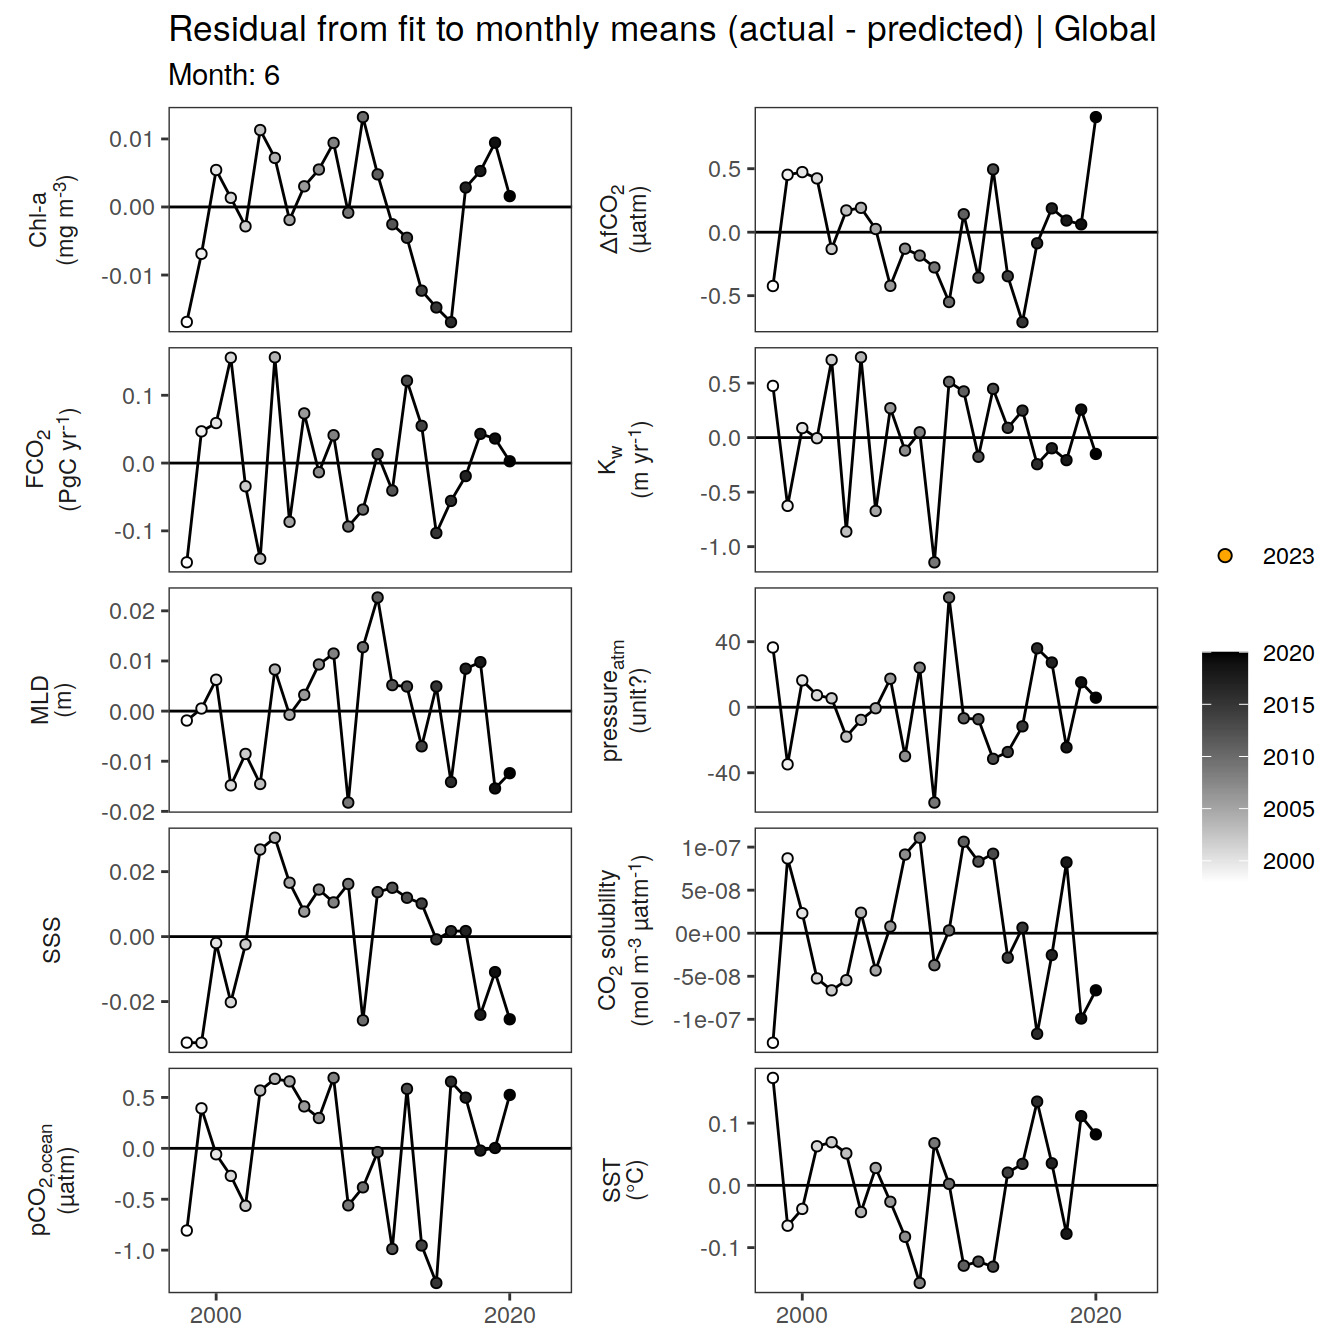 Residual from fit to monthly means (actual - predicted) | Global
Month: 6
Chl-a
(mg m-3)
0.01
0.00
-0.01
ΔfCO2
(µatm)
0.5
0.0
-0.5
FCO2
(PgC yr-1)
0.1
0.0
-0.1
Kw
(m yr-1)
0.5
0.0
-0.5
-1.0
MLD
(m)
0.02
0.01
0.00
-0.01
-0.02
pressureatm
(unit?)
40
0
-40
SSS
0.02
0.00
-0.02
CO2 solubility
(mol m-3 µatm-1)
1e-07
5e-08
0e+00
-5e-08
-1e-07
pCO2,ocean
(µatm)
0.5
0.0
-0.5
-1.0
2000
2020
SST
(°C)
0.1
0.0
-0.1
2000
2020
2023
2020
2015
2010
2005
2000